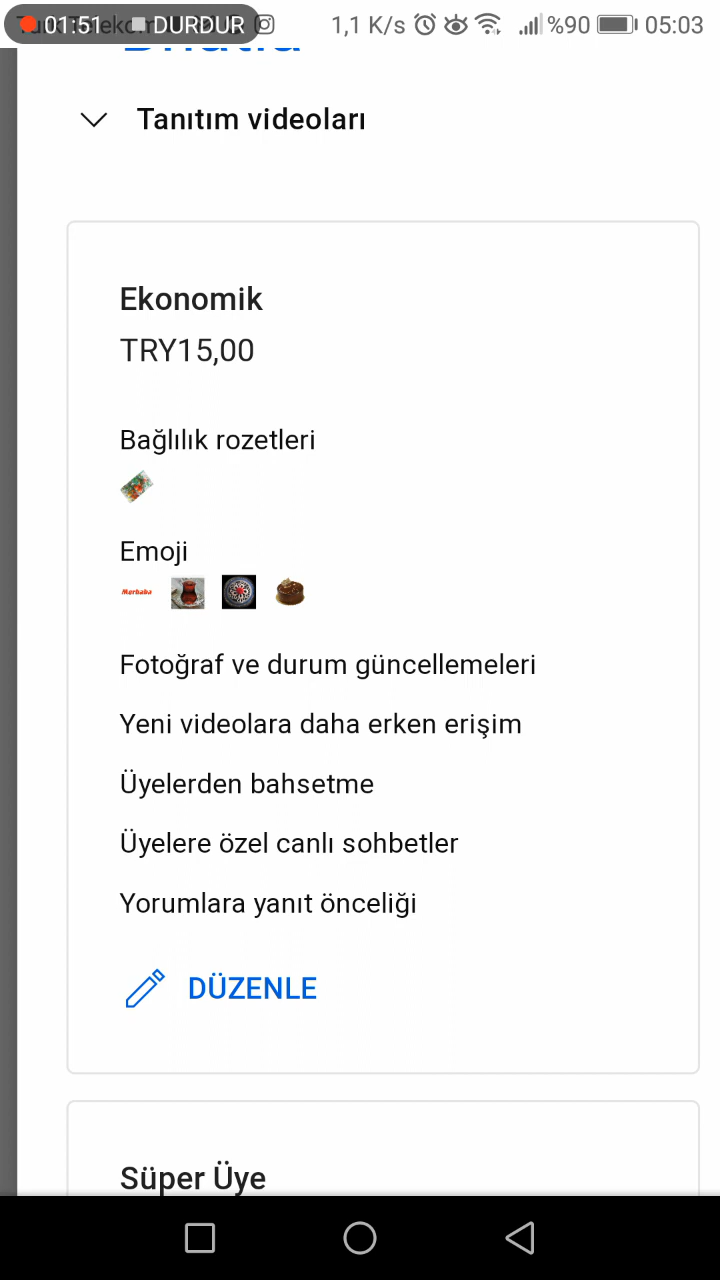 01:51 DURDUR 1,1 K/s %90 05:03
Tanıtım videoları
Ekonomik
TRY15,00
Bağlılık rozetleri
Emoji
Merhaba
Fotoğraf ve durum güncellemeleri
Yeni videolara daha erken erişim
Üyelerden bahsetme
Üyelere özel canlı sohbetler
Yorumlara yanıt önceliği
DÜZENLE
Süper Üye